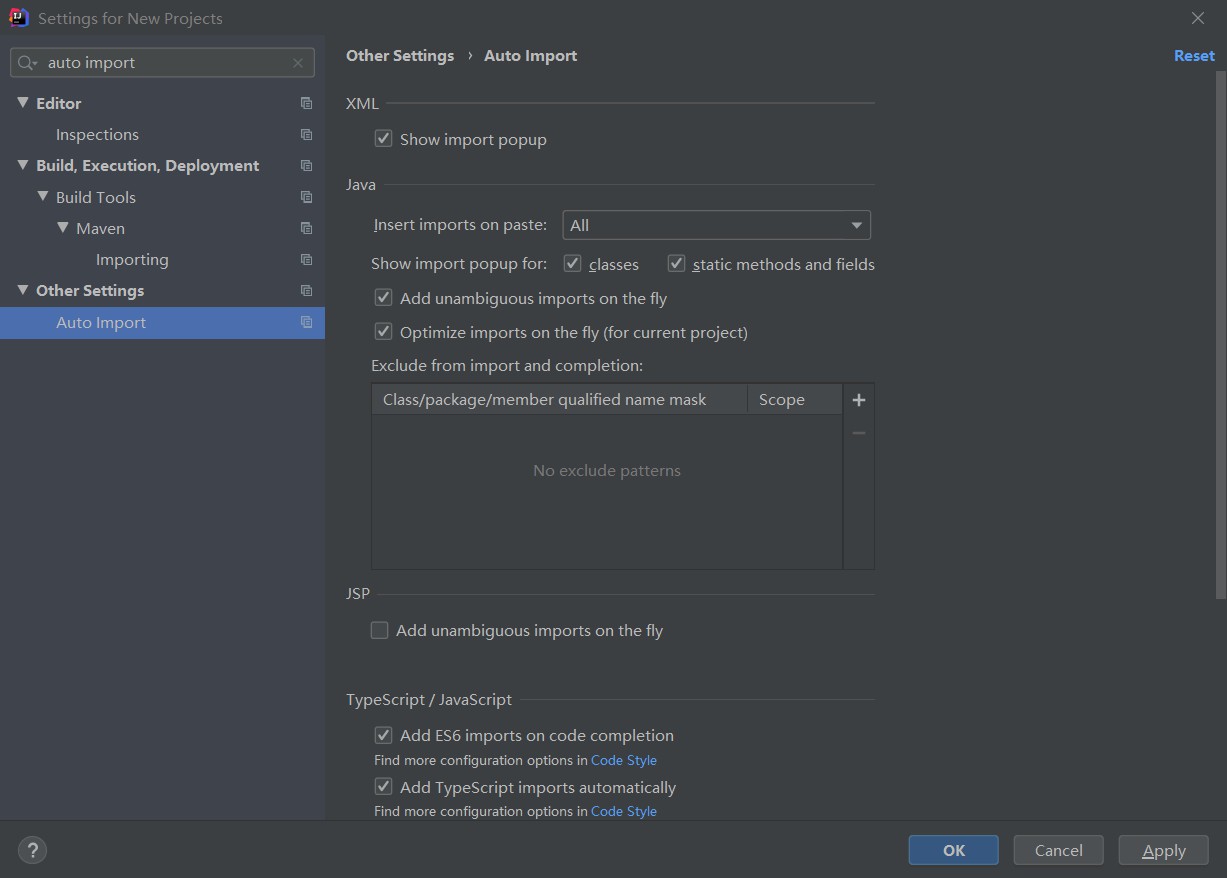 Settings for New Projects
auto import
Editor
Inspections
Build, Execution, Deployment
Build Tools
Maven
Importing
Other Settings
Auto Import
Other Settings › Auto Import
Reset
XML
Show import popup
Java
Insert imports on paste: All
Show import popup for: classes static methods and fields
Add unambiguous imports on the fly
Optimize imports on the fly (for current project)
Exclude from import and completion:
Class/package/member qualified name mask Scope
No exclude patterns
JSP
Add unambiguous imports on the fly
TypeScript / JavaScript
Add ES6 imports on code completion
Find more configuration options in Code Style
Add TypeScript imports automatically
Find more configuration options in Code Style
?
OK Cancel Apply